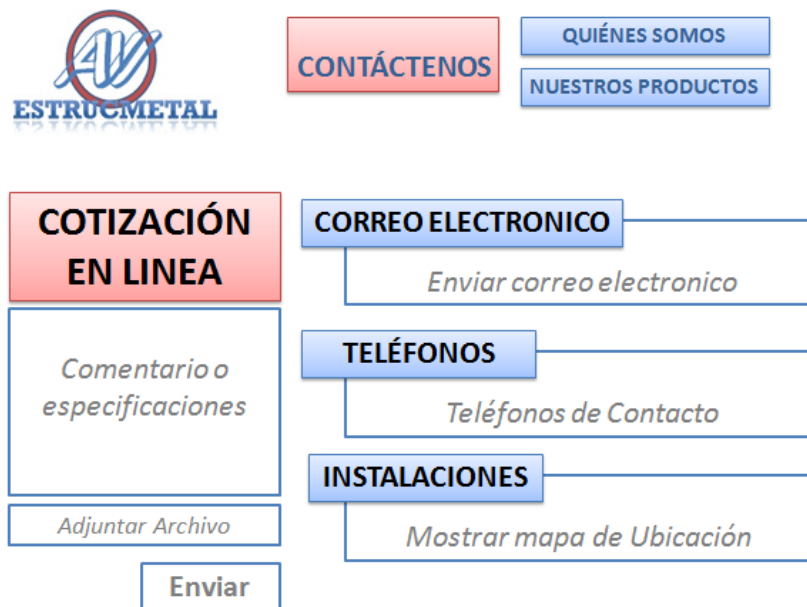 AV
ESTRUCMETAL
CONTÁCTENOS
QUIÉNES SOMOS
NUESTROS PRODUCTOS
COTIZACIÓN
EN LINEA
Comentario o
especificaciones
Adjuntar Archivo
Enviar
CORREO ELECTRONICO
Enviar correo electronico
TELÉFONOS
Teléfonos de Contacto
INSTALACIONES
Mostrar mapa de Ubicación